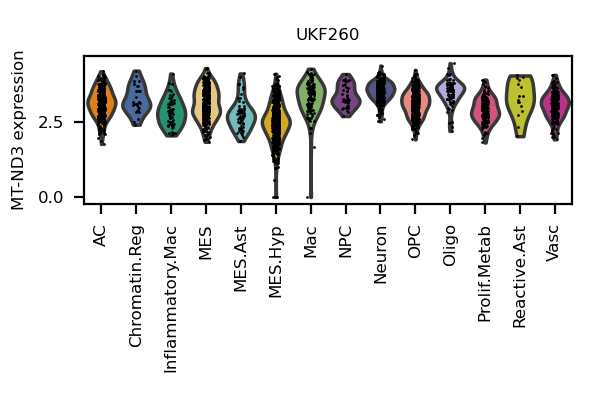 UKF260
MT-ND3 expression
2.5
0.0
AC
Chromatin.Reg
Inflammatory.Mac
MES
MES.Ast
MES.Hyp
Mac
NPC
Neuron
OPC
Oligo
Prolif.Metab
Reactive.Ast
Vasc